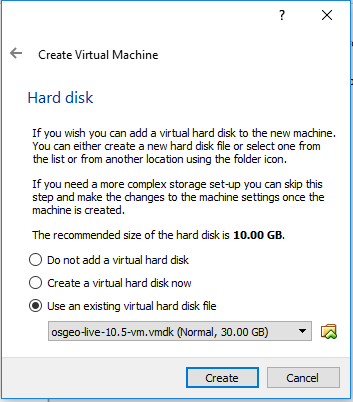 ?
Create Virtual Machine
Hard disk
If you wish you can add a virtual hard disk to the new machine.
You can either create a new hard disk file or select one from
the list or from another location using the folder icon.
If you need a more complex storage set-up you can skip this
step and make the changes to the machine settings once the
machine is created.
The recommended size of the hard disk is 10.00 GB.
Do not add a virtual hard disk
Create a virtual hard disk now
Use an existing virtual hard disk file
osgeo-live-10.5-vm.vmdk (Normal, 30.00 GB)
Create
Cancel